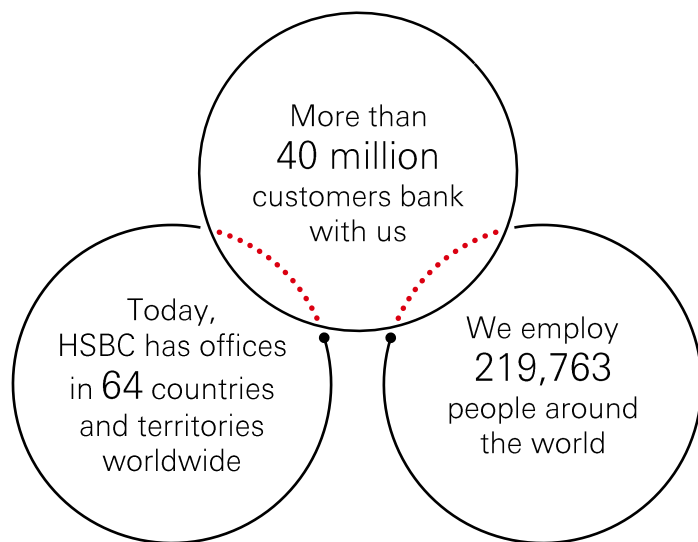 More than
40 million
customers bank
with us
Today,
HSBC has offices
in 64 countries
and territories
worldwide
We employ
219,763
people around
the world